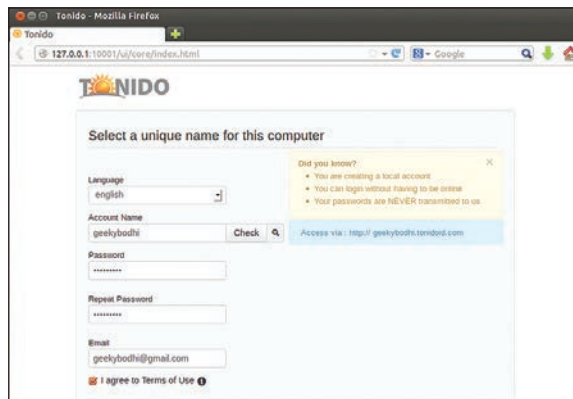 Tonido - Mozilla Firefox
Tonido
127.0.0.1:10001/ui/core/index.html
Google
TONIDO
Select a unique name for this computer
Language
english
Account Name
geekybodhi
Check
Password
•••••••••
Repeat Password
•••••••••
Email
geekybodhi@gmail.com
I agree to Terms of Use
Did you know?
• You are creating a local account
• You can login without having to be online
• Your passwords are NEVER transmitted to us
Access via : http:// geekybodhi.tonidoid.com